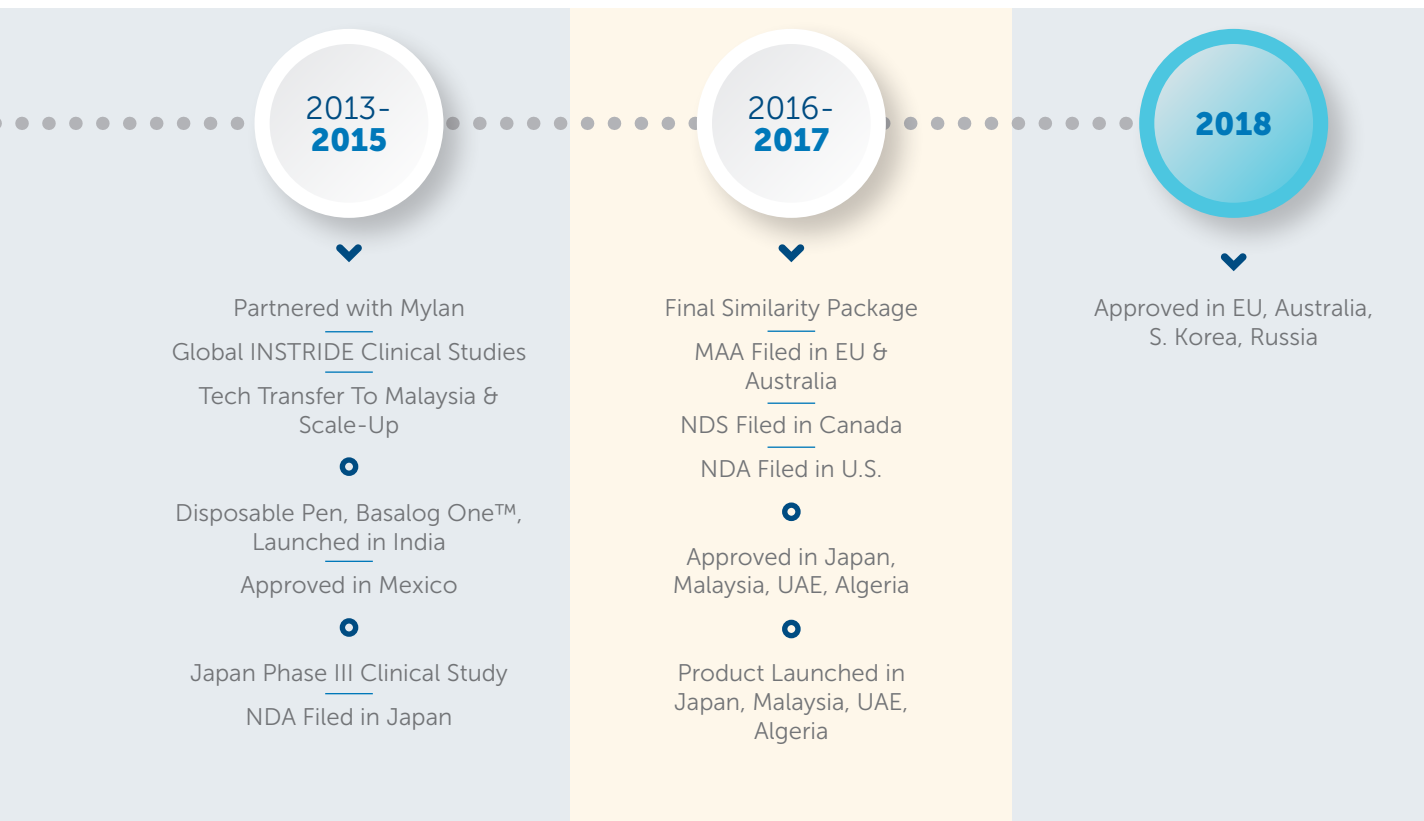 2013-
2015
Partnered with Mylan
Global INSTRIDE Clinical Studies
Tech Transfer To Malaysia &
Scale-Up
Disposable Pen, Basalog One™,
Launched in India
Approved in Mexico
Japan Phase III Clinical Study
NDA Filed in Japan
2016-
2017
Final Similarity Package
MAA Filed in EU &
Australia
NDS Filed in Canada
NDA Filed in U.S.
Approved in Japan,
Malaysia, UAE, Algeria
Product Launched in
Japan, Malaysia, UAE,
Algeria
2018
Approved in EU, Australia,
S. Korea, Russia